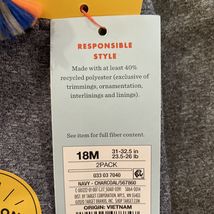 RESPONSIBLE
STYLE
Made with at least 40%
recycled polyester (exclusive of
trimmings, ornamentation,
interlinings and linings).
See item for full fiber content.
18M
31-32.5 in
23.5-26 lb
2PACK
033 03 7040
NAVY - CHARCOAL/567860
ORIGIN: VIETNAM